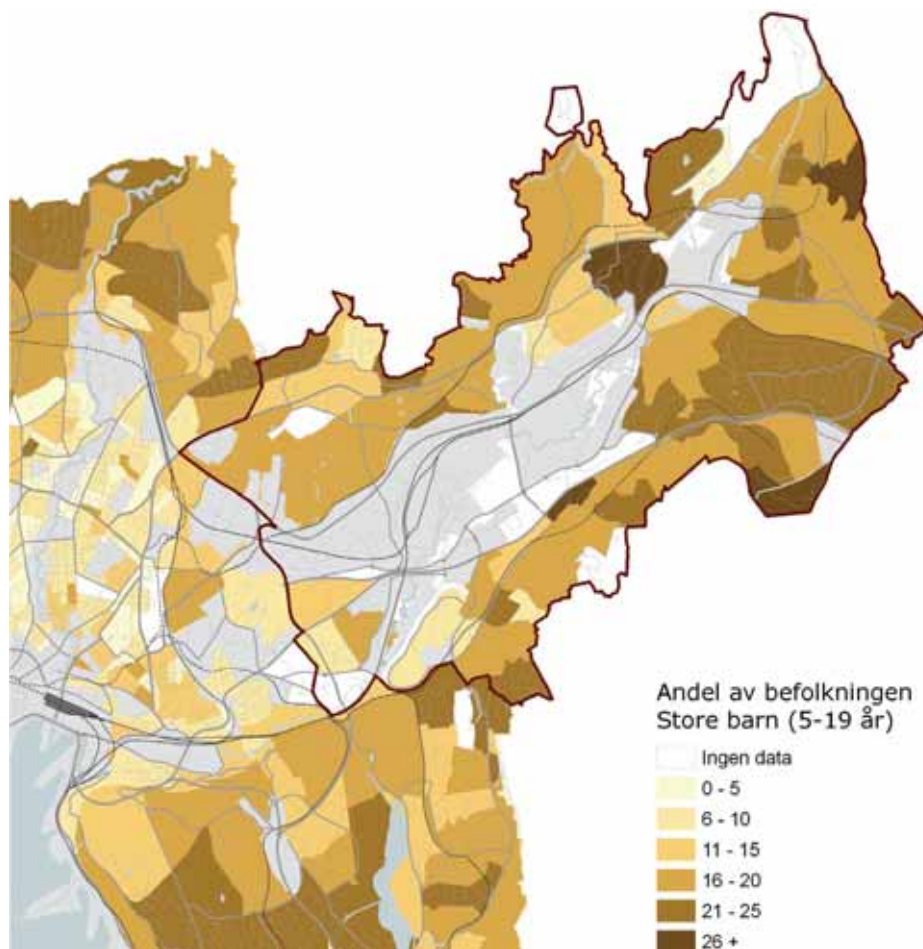 Andel av befolkningen
Store barn (5-19 år)
Ingen data
0 - 5
6 - 10
11 - 15
16 - 20
21 - 25
26 +